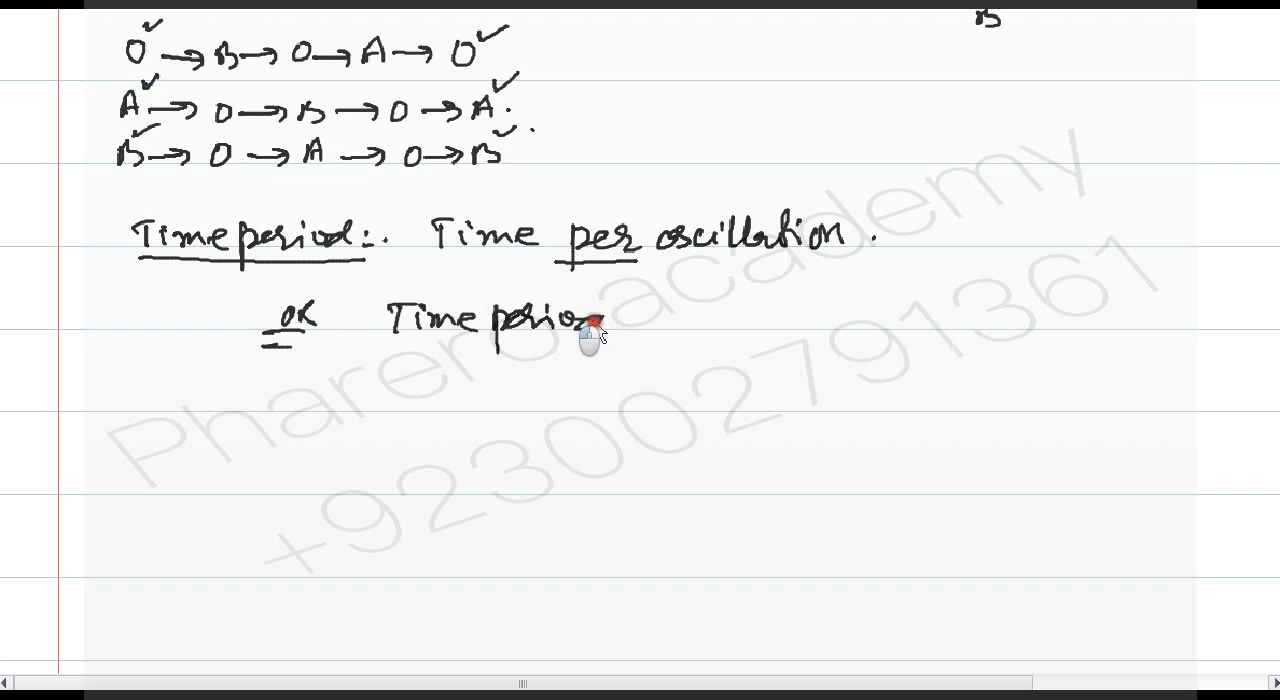 B
O → B → O → A → O
A → O → B → O → A.
B → O → A → O → B
Time period:. Time per oscillation.
OR Time perio
Pharero academy
+923002791361